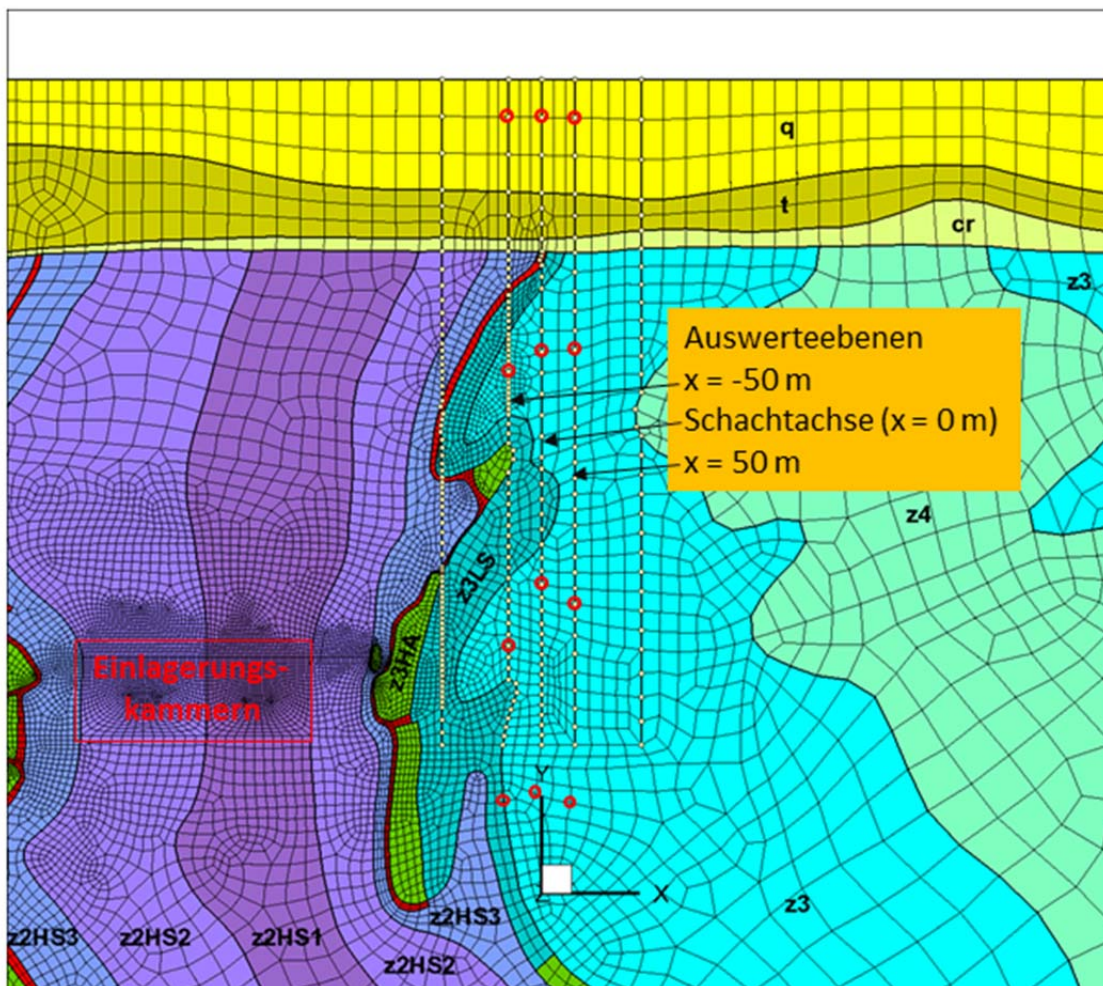 q
t
cr
z3
Auswerteebenen
x = -50 m
Schachtachse (x = 0 m)
x = 50 m
z4
z3LS
z3HA
Einlagerungs-
kammern
Y
Z
X
z3
z2HS3
z2HS3
z2HS2
z2HS1
z2HS2